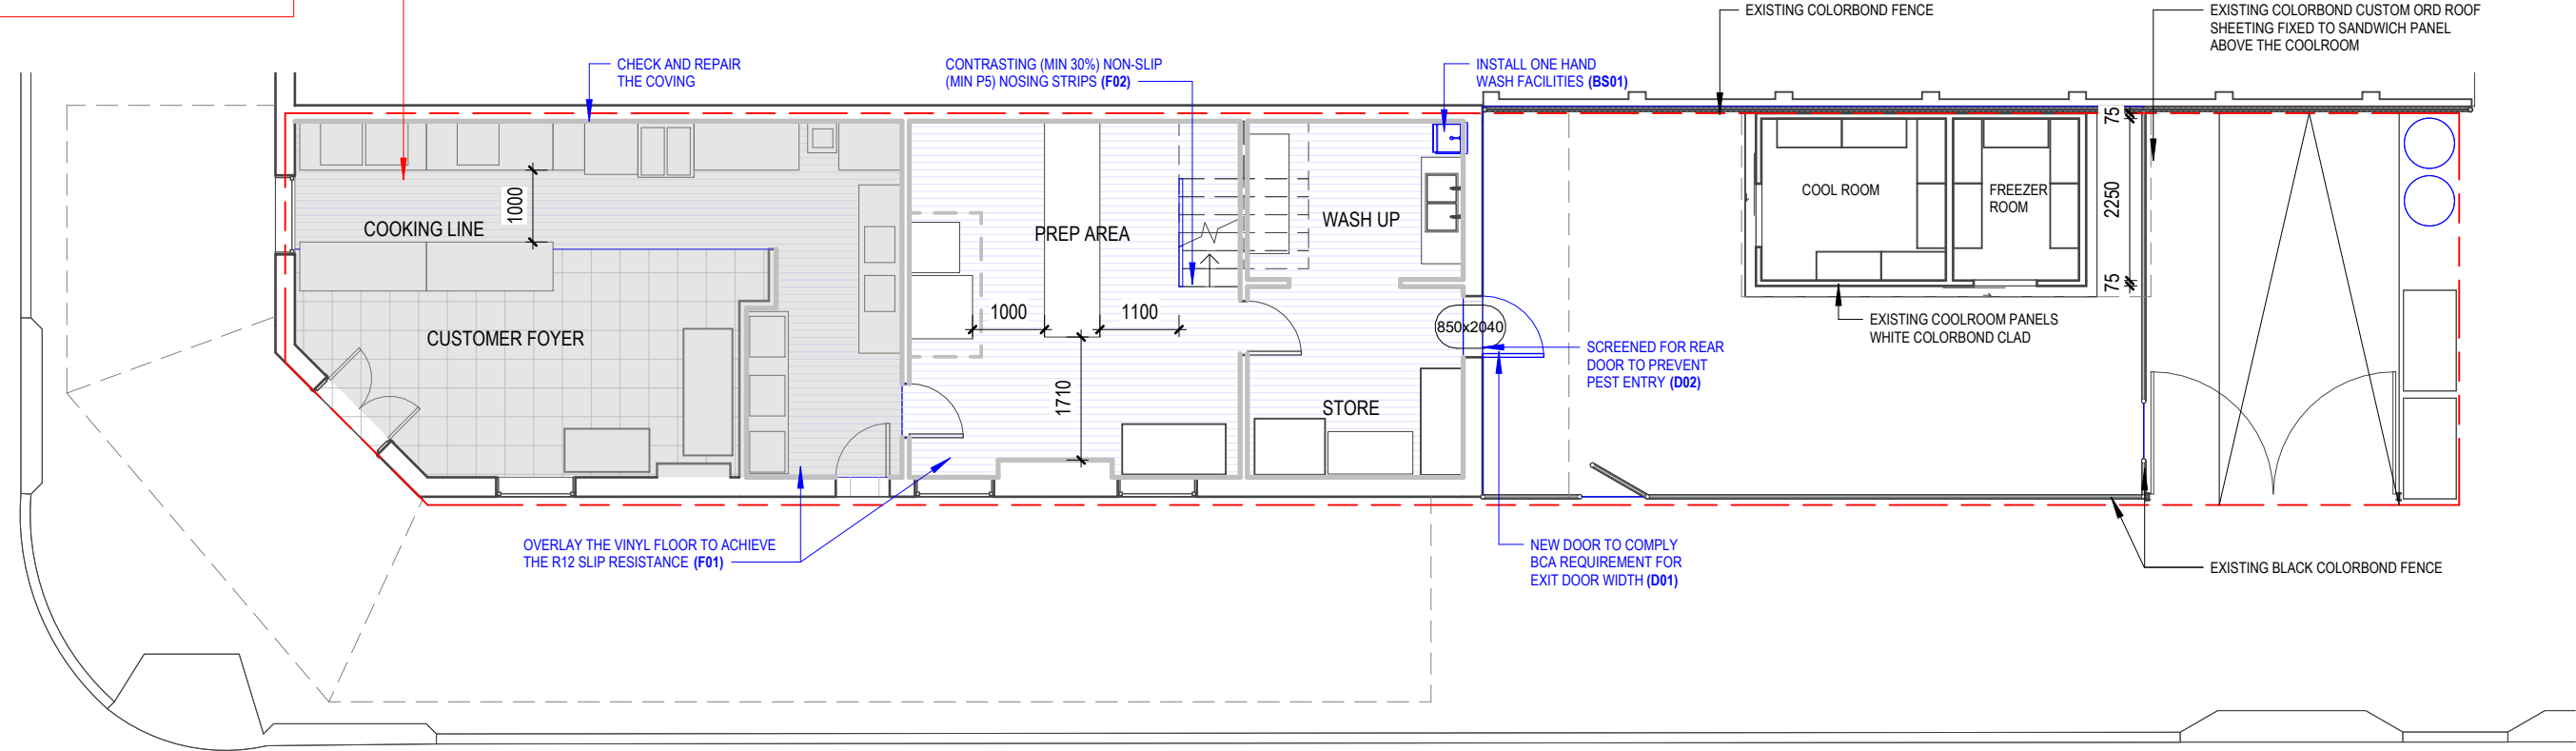 EXISTING COLORBOND FENCE
EXISTING COLORBOND CUSTOM ORD ROOF
SHEETING FIXED TO SANDWICH PANEL
ABOVE THE COOLROOM
CHECK AND REPAIR
THE COVING
CONTRASTING (MIN 30%) NON-SLIP
(MIN P5) NOSING STRIPS (F02)
INSTALL ONE HAND
WASH FACILITIES (BS01)
75
COOKING LINE
1000
PREP AREA
WASH UP
COOL ROOM
FREEZER
ROOM
2250
75
CUSTOMER FOYER
1000
1100
850x2040
EXISTING COOLROOM PANELS
WHITE COLORBOND CLAD
SCREENED FOR REAR
DOOR TO PREVENT
PEST ENTRY (D02)
1710
STORE
OVERLAY THE VINYL FLOOR TO ACHIEVE
THE R12 SLIP RESISTANCE (F01)
NEW DOOR TO COMPLY
BCA REQUIREMENT FOR
EXIT DOOR WIDTH (D01)
EXISTING BLACK COLORBOND FENCE